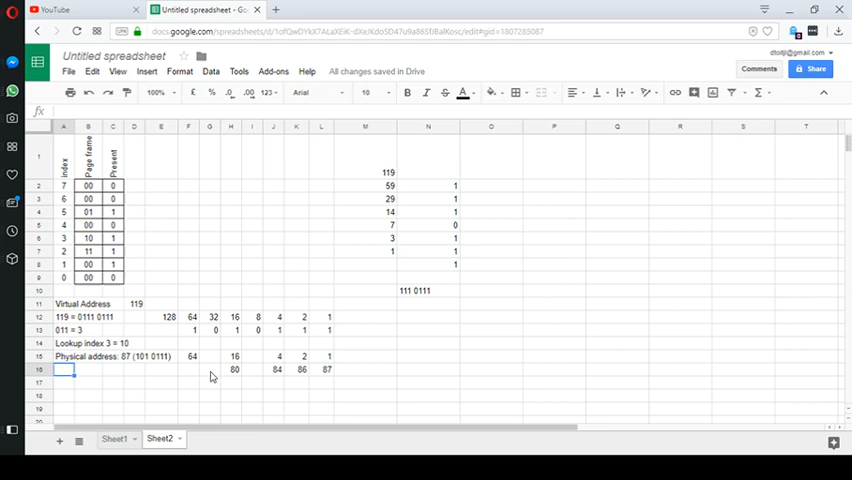 YouTube
Untitled spreadsheet - Go
docs.google.com/spreadsheets/d/1ofQwDYkX7ALaXEiK-dXe/KdoSD47u9a86SfJBalKosc/edit#gid=1807285087
Untitled spreadsheet
dtoitji@gmail.com
File Edit View Insert Format Data Tools Add-ons Help All changes saved in Drive
Comments Share
100% £ % .0 .00 123 Arial 10 B I S A
fx
A B C D E F G H I J K L M N O P Q R S T
1 index Page frame Present 119
2 7 00 0 59 1
3 6 00 0 29 1
4 5 01 1 14 1
5 4 00 0 7 0
6 3 10 1 3 1
7 2 11 1 1 1
8 1 00 1 1
9 0 00 0
10 111 0111
11 Virtual Address 119
12 119 = 0111 0111 128 64 32 16 8 4 2 1
13 011 = 3 1 0 1 0 1 1 1
14 Lookup index 3 = 10
15 Physical address: 87 (101 0111) 64 16 4 2 1
16 80 84 86 87
17
18
19
20
Sheet1 Sheet2